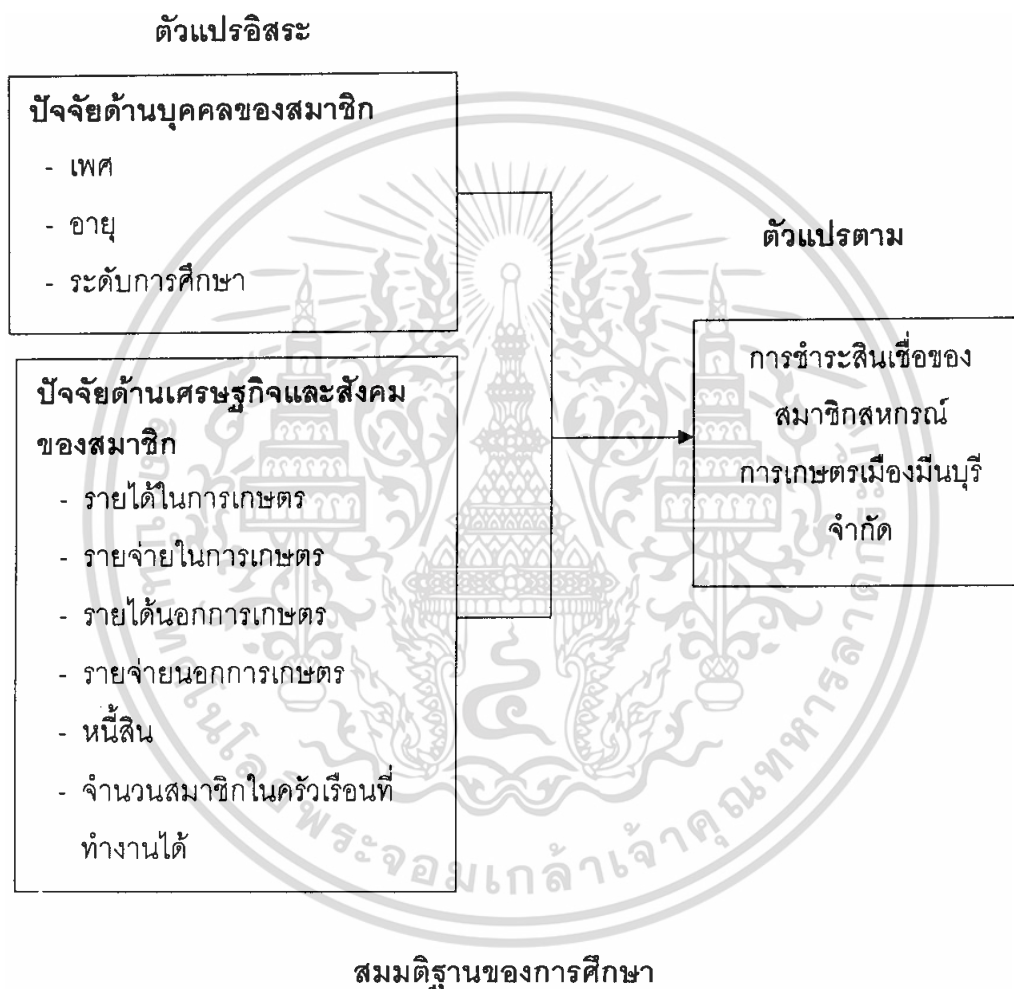 ตัวแปรอิสระ
ปัจจัยด้านบุคคลของสมาชิก
- เพศ
- อายุ
- ระดับการศึกษา
ปัจจัยด้านเศรษฐกิจและสังคม
ของสมาชิก
- รายได้ในการเกษตร
- รายจ่ายในการเกษตร
- รายได้นอกการเกษตร
- รายจ่ายนอกการเกษตร
- หนี้สิน
- จำนวนสมาชิกในครัวเรือนที่
ทำงานได้
ตัวแปรตาม
การชำระสินเชื่อของ
สมาชิกสหกรณ์
การเกษตรเมืองมีนบุรี
จำกัด
สมมติฐานของการศึกษา